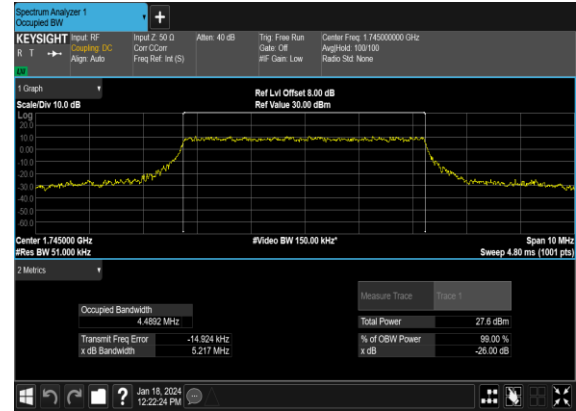 Spectrum Analyzer 1
Occupied BW
KEYSIGHT Input: RF Input Z: 50 Ω Atten: 40 dB Trig: Free Run Center Freq: 1.745000000 GHz
R T Coupling: DC Corr CCorr Gate: Off Avg|Hold: 100/100
Align: Auto Freq Ref: Int (S) #IF Gain: Low Radio Std: None
1 Graph
Ref Lvl Offset 8.00 dB
Scale/Div 10.0 dB Ref Value 30.00 dBm
Log
20.0
10.0
0.00
-10.0
-20.0
-30.0
-40.0
-50.0
-60.0
Center 1.745000 GHz #Video BW 150.00 kHz* Span 10 MHz
#Res BW 51.000 kHz Sweep 4.80 ms (1001 pts)
2 Metrics
Measure Trace Trace 1
Occupied Bandwidth
4.4892 MHz
Total Power 27.6 dBm
Transmit Freq Error -14.924 kHz % of OBW Power 99.00 %
x dB Bandwidth 5.217 MHz x dB -26.00 dB
Jan 18, 2024
12:22:24 PM